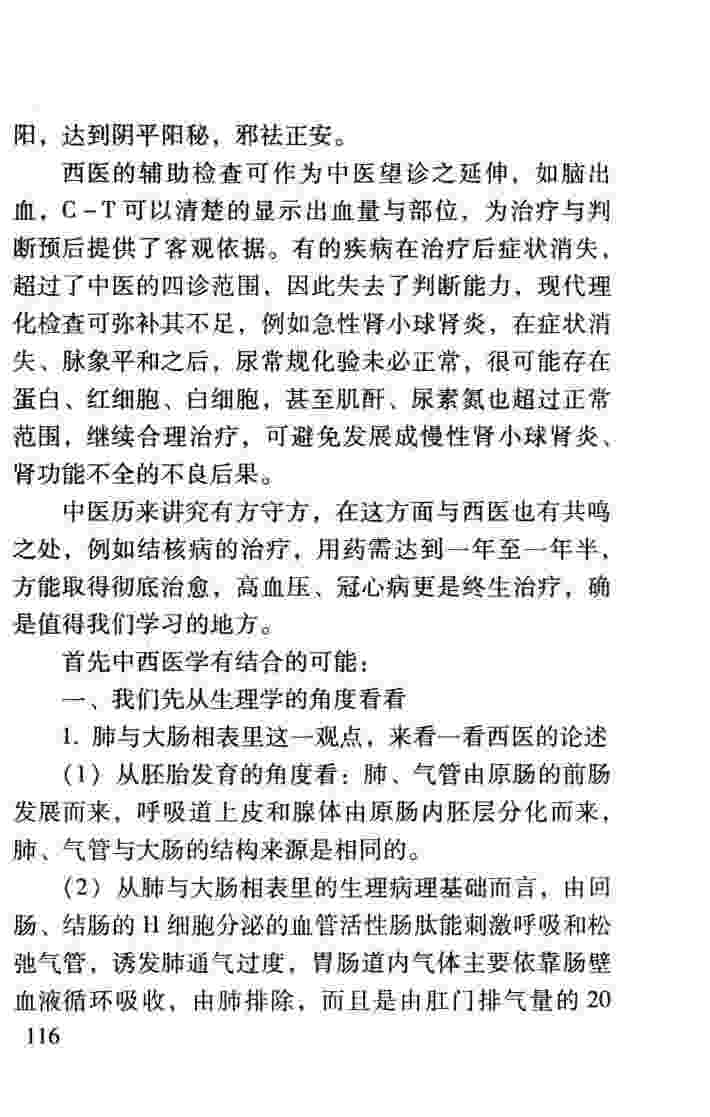 阳，达到阴平阳秘，邪祛正安。
西医的辅助检查可作为中医望诊之延伸，如脑出
血，C－T可以清楚的显示出血量与部位，为治疗与判
断预后提供了客观依据。有的疾病在治疗后症状消失，
超过了中医的四诊范围，因此失去了判断能力，现代理
化检查可弥补其不足，例如急性肾小球肾炎，在症状消
失、脉象平和之后，尿常规化验未必正常，很可能存在
蛋白、红细胞、白细胞，甚至肌酐、尿素氮也超过正常
范围，继续合理治疗，可避免发展成慢性肾小球肾炎、
肾功能不全的不良后果。
中医历来讲究有方守方，在这方面与西医也有共鸣
之处，例如结核病的治疗，用药需达到一年至一年半，
方能取得彻底治愈，高血压、冠心病更是终生治疗，确
是值得我们学习的地方。
首先中西医学有结合的可能：
一、我们先从生理学的角度看看
1. 肺与大肠相表里这一观点，来看一看西医的论述
（1）从胚胎发育的角度看：肺、气管由原肠的前肠
发展而来，呼吸道上皮和腺体由原肠内胚层分化而来，
肺、气管与大肠的结构来源是相同的。
（2）从肺与大肠相表里的生理病理基础而言，由回
肠、结肠的H细胞分泌的血管活性肠肽能刺激呼吸和松
弛气管，诱发肺通气过度，胃肠道内气体主要依靠肠壁
血液循环吸收，由肺排除，而且是由肛门排气量的20
116